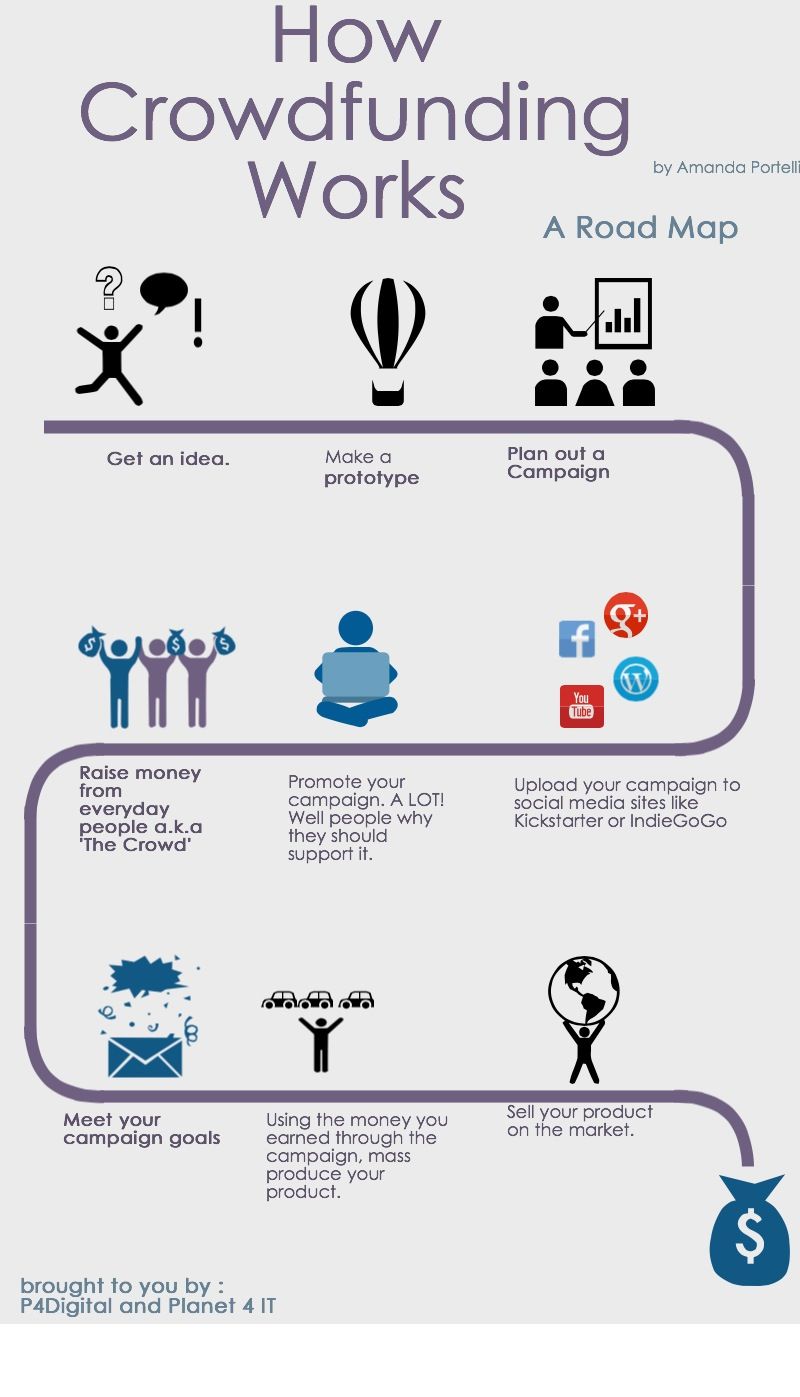 How
Crowdfunding
Works
by Amanda Portelli
A Road Map
?
!
Get an idea.
Make a
prototype
Plan out a
Campaign
f
g+
W
You
Tube
Upload your campaign to
social media sites like
Kickstarter or IndieGoGo
Promote your
campaign. A LOT!
Well people why
they should
support it.
$ $ $
Raise money
from
everyday
people a.k.a
'The Crowd'
Meet your
campaign goals
Using the money you
earned through the
campaign, mass
produce your
product.
Sell your product
on the market.
$
brought to you by :
P4Digital and Planet 4 IT